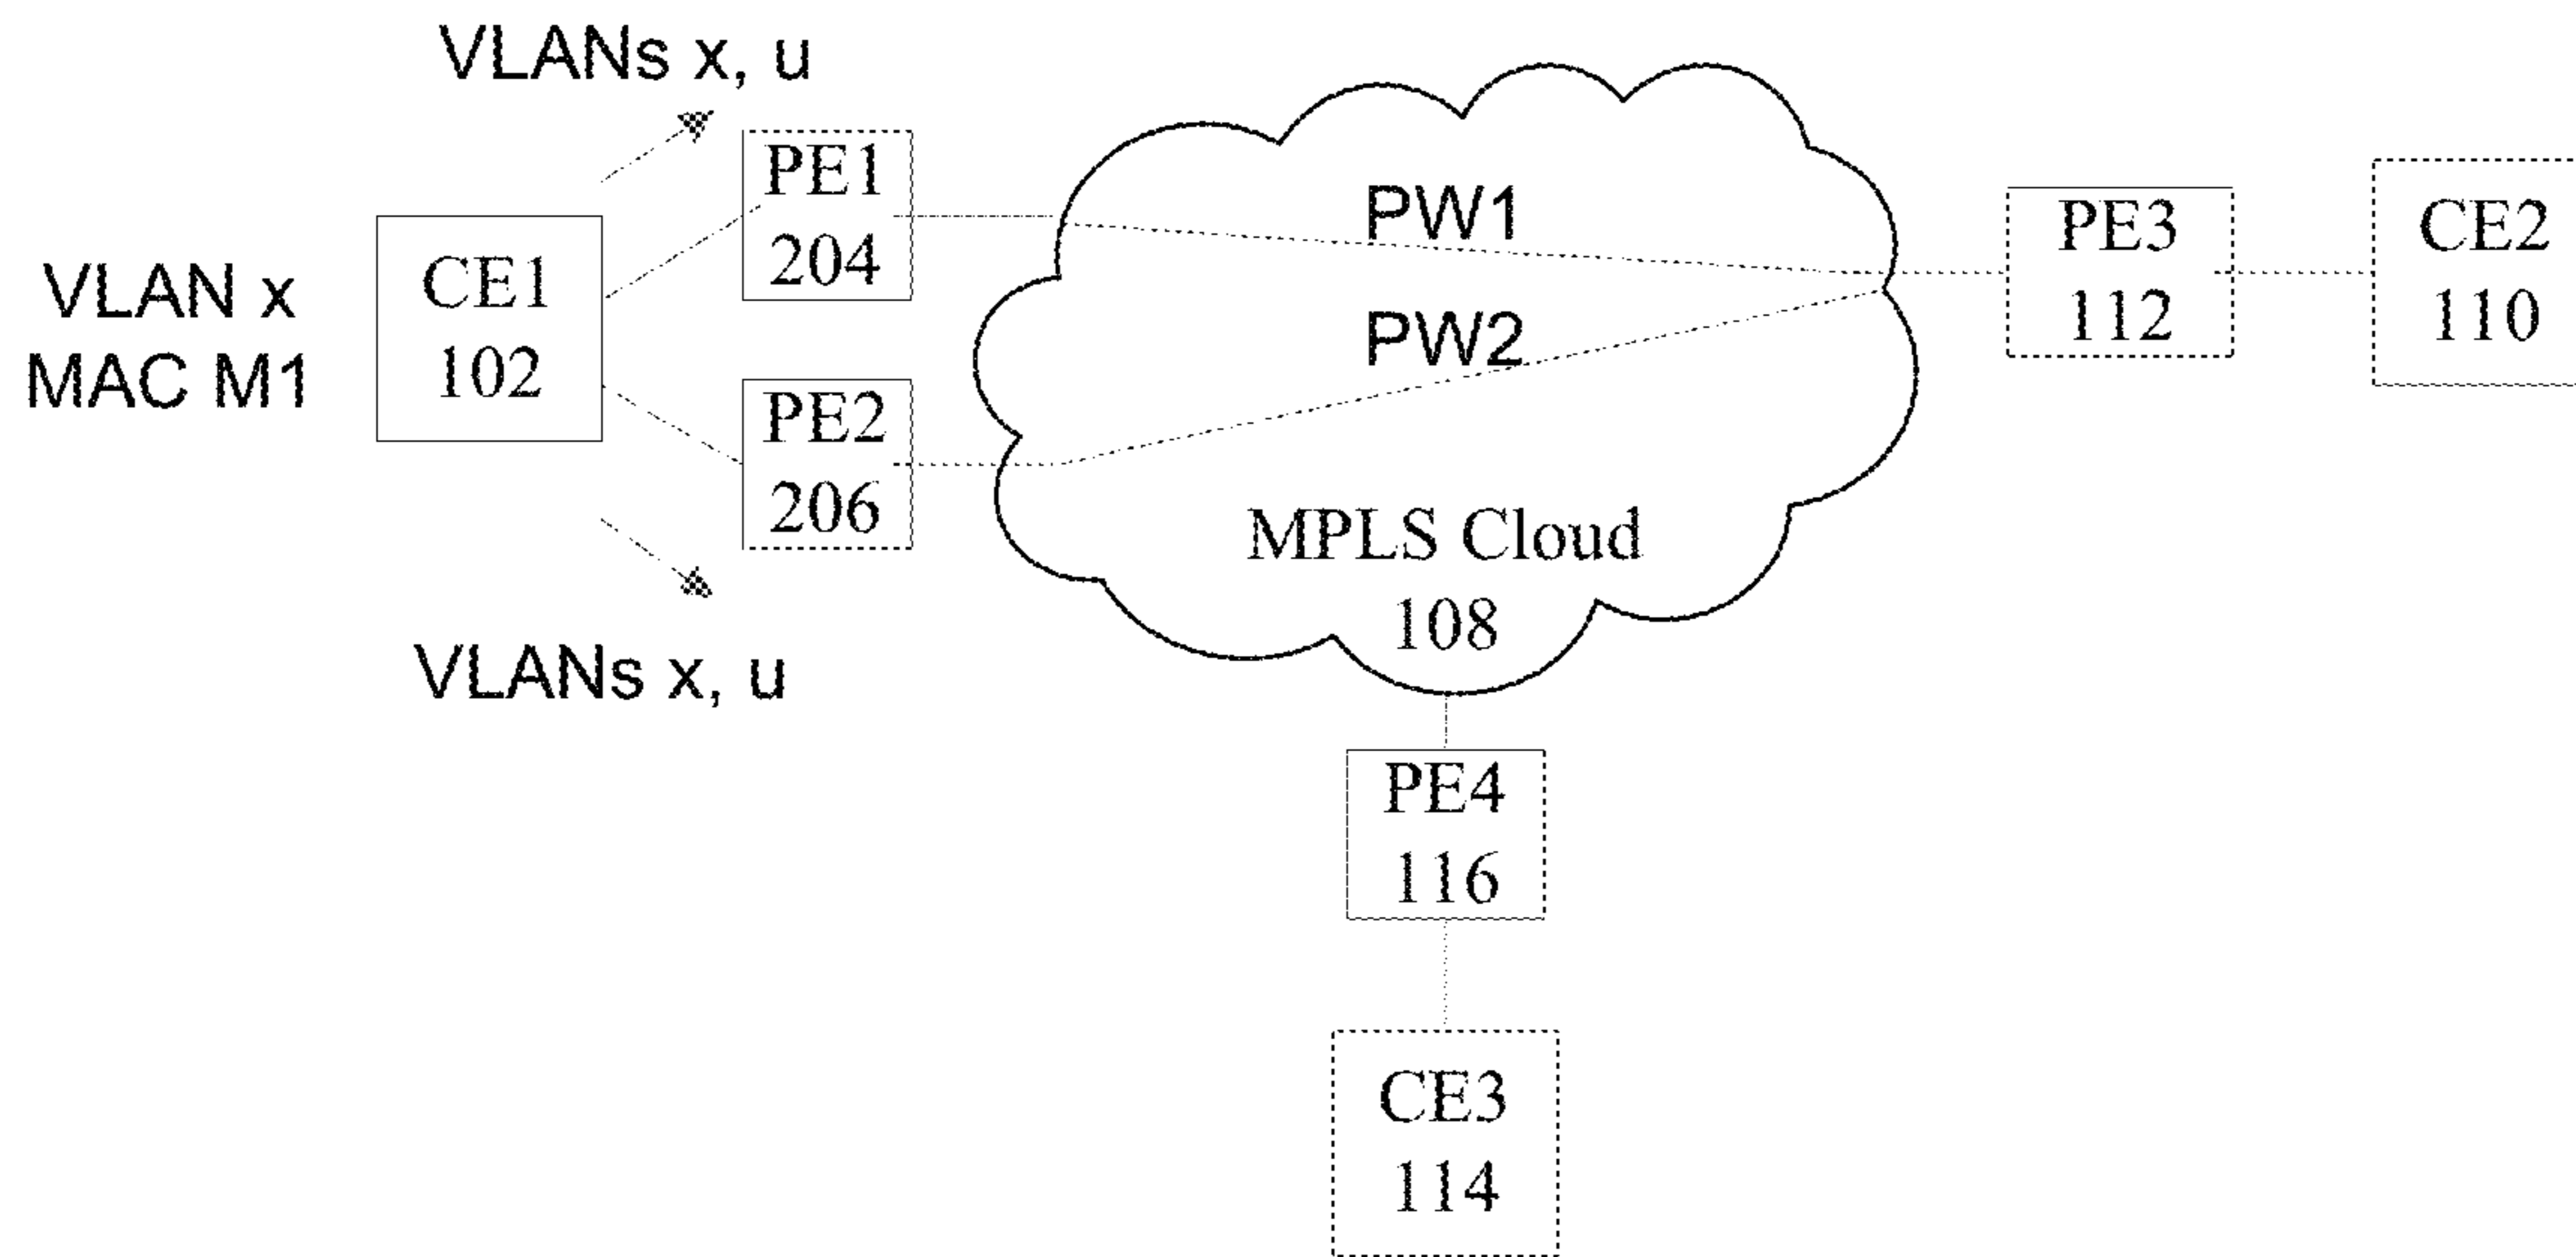 VLANs x, u
VLAN x
MAC M1
CE1
102
PE1
204
PE2
206
VLANs x, u
PW1
PW2
MPLS Cloud
108
PE3
112
CE2
110
PE4
116
CE3
114